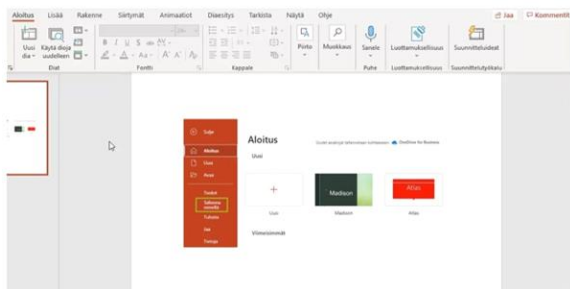 Aloitus Lisää Rakenne Siirtymät Animaatiot Diaesitys Tarkista Näytä Ohje Jaa Kommentit
Uusi dia Käytä dioja uudelleen Piirto Muokkaus Sanele Luottamuksellisuus Suunnitteluideat
Diat Fontti Kappale Puhe Luottamuksellisuus Suunnittelutyökalu
Sulje
Aloitus
Uusi
Avaa
Tiedot
Tallenna nimellä
Tulosta
Jaa
Aloitus
OneDrive for Business
Uusi
Madison
Atlas
Uusi Madison Atlas
Viimeisimmät